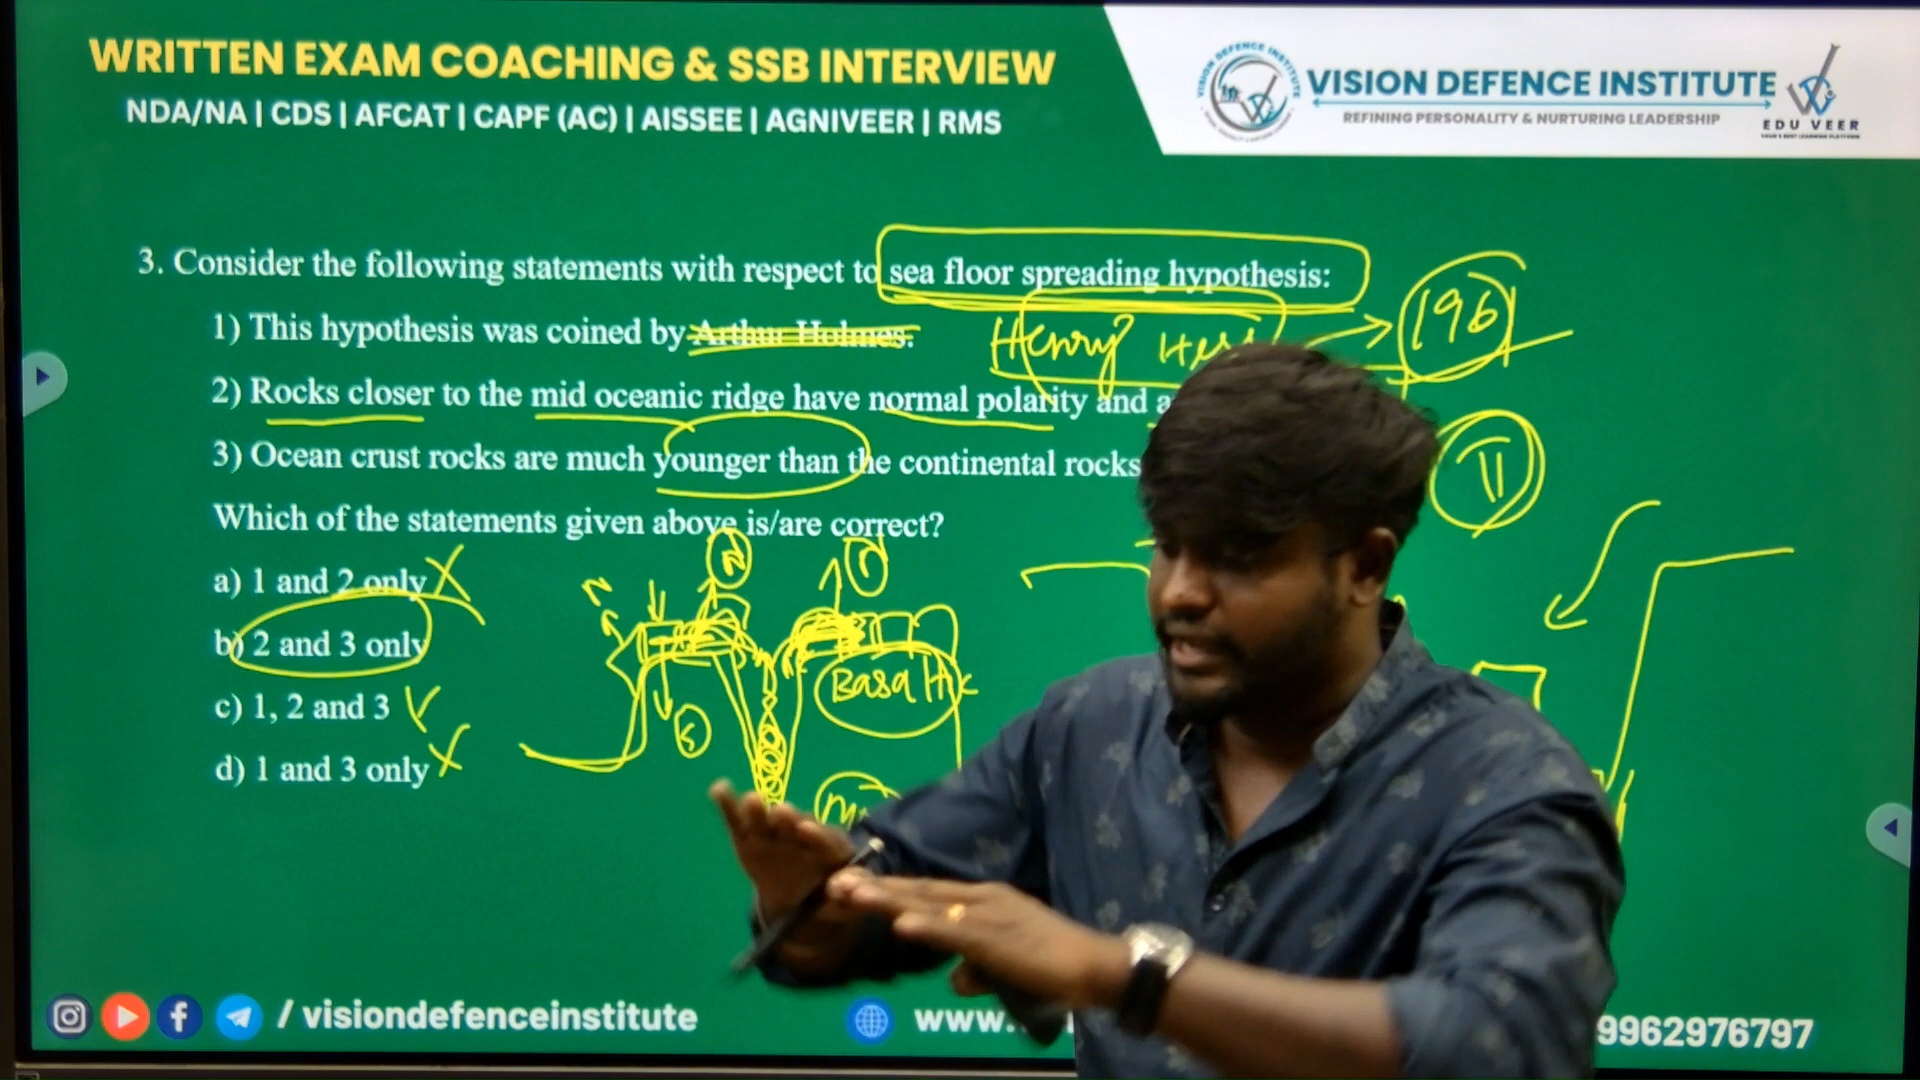 WRITTEN EXAM COACHING & SSB INTERVIEW
NDA/NA | CDS | AFCAT | CAPF (AC) | AISSEE | AGNIVEER | RMS
VISION DEFENCE INSTITUTE
REFINING PERSONALITY & NURTURING LEADERSHIP
EDU VEER
3. Consider the following statements with respect to sea floor spreading hypothesis:
1) This hypothesis was coined by Arthur Holmes.
Henry Hess
1961
2) Rocks closer to the mid oceanic ridge have normal polarity and a
3) Ocean crust rocks are much younger than the continental rocks
II
Which of the statements given above is/are correct?
a) 1 and 2 only X
b) 2 and 3 only
c) 1, 2 and 3
d) 1 and 3 only X
N
Basaltic
S
/ visiondefenceinstitute
www.
9962976797